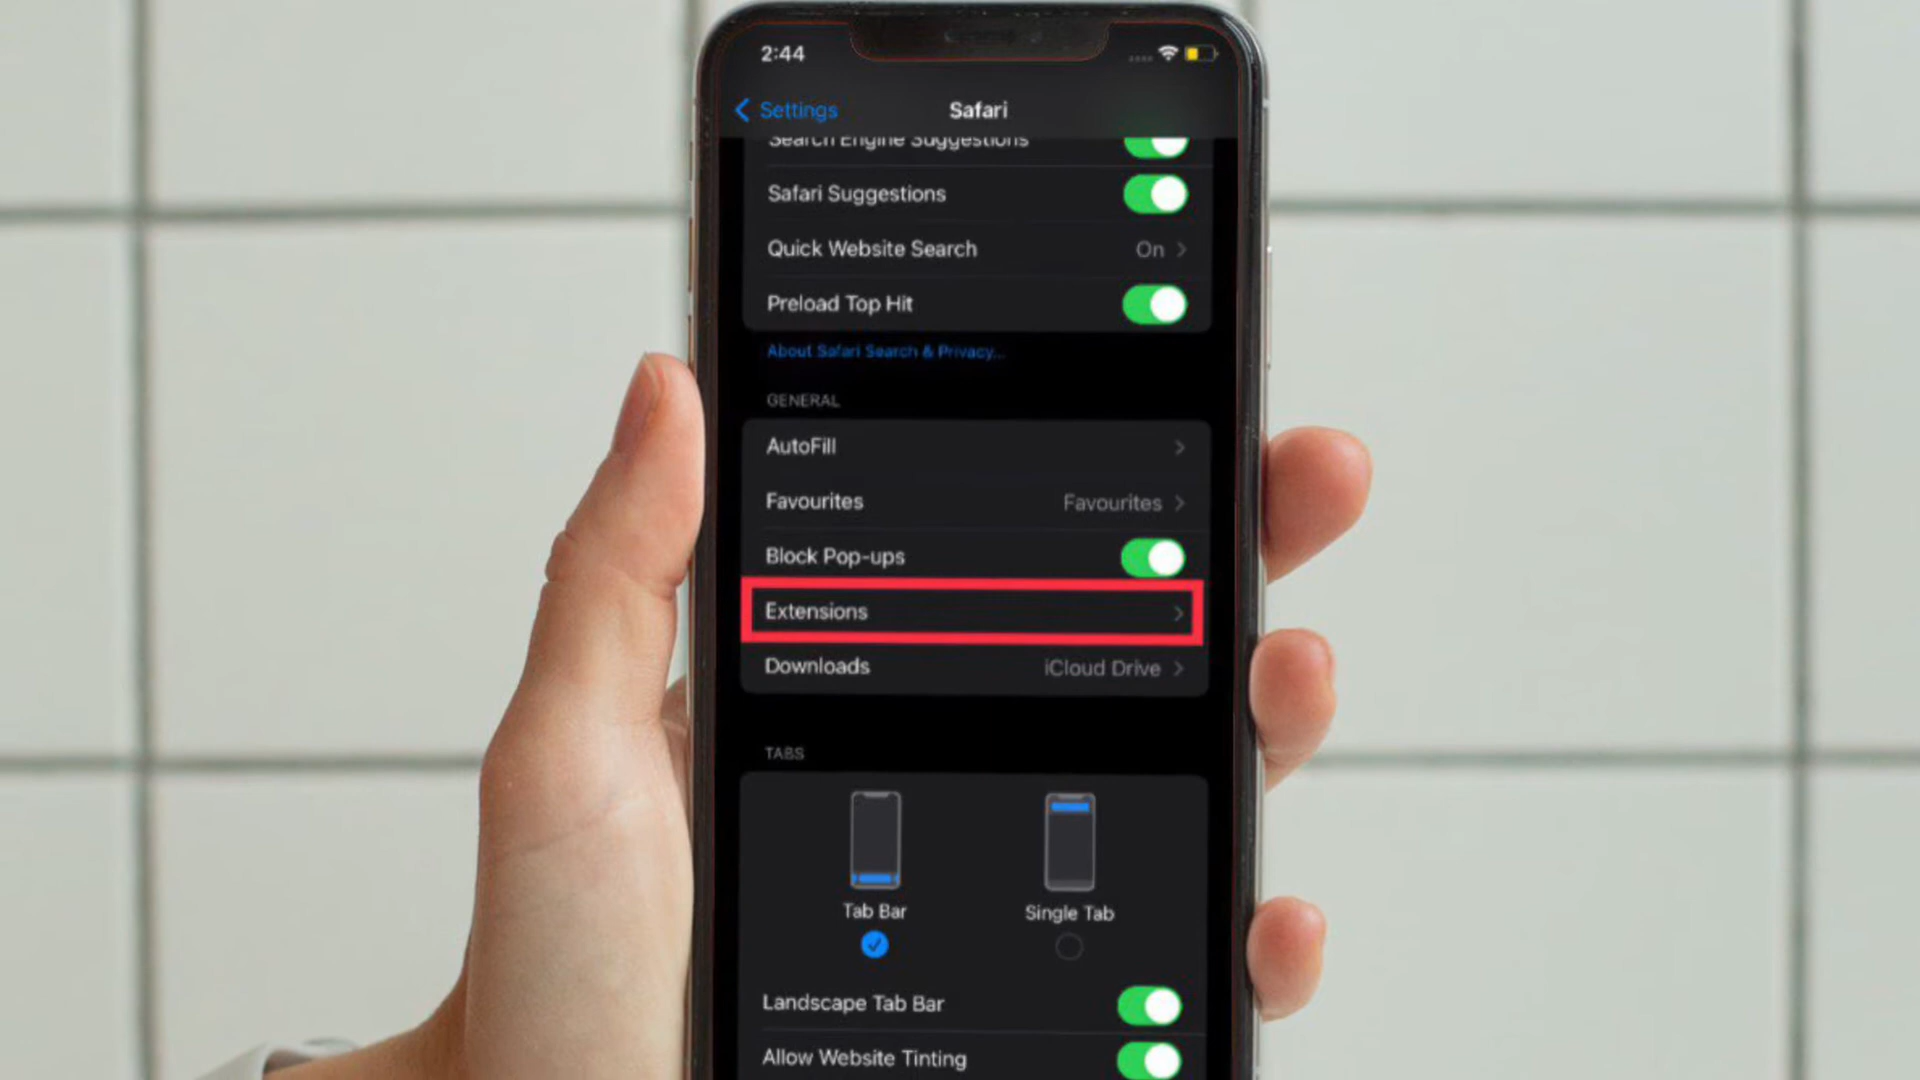 2:44
Settings
Safari
Search Engine Suggestions
Safari Suggestions
Quick Website Search On
Preload Top Hit
About Safari Search & Privacy...
GENERAL
AutoFill
Favourites Favourites
Block Pop-ups
Extensions
Downloads iCloud Drive
TABS
Tab Bar Single Tab
Landscape Tab Bar
Allow Website Tinting